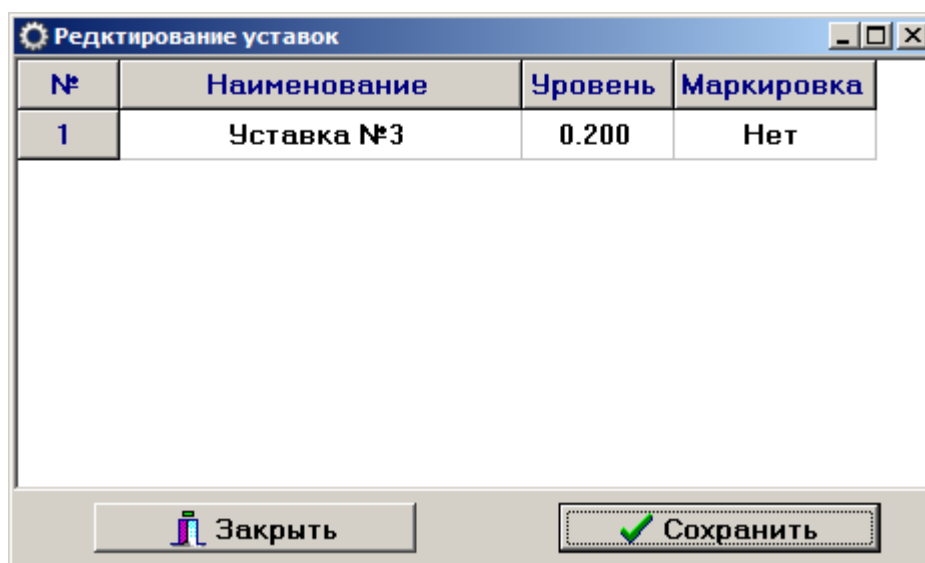 Редктирование уставок
№ Наименование Уровень Маркировка
1 Уставка №3 0.200 Нет
Закрыть Сохранить